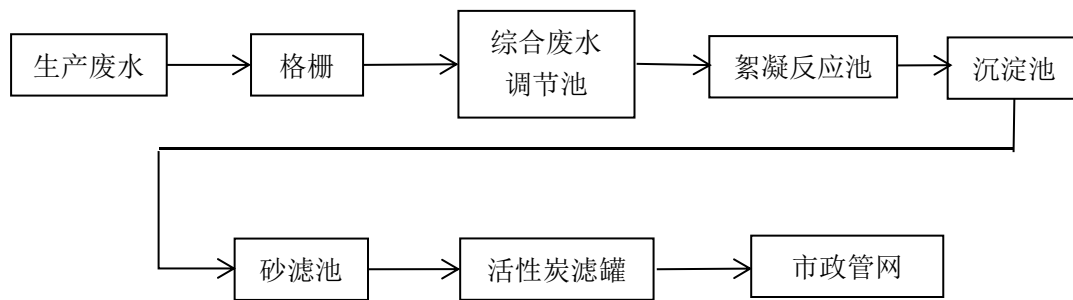 生产废水
格栅
综合废水
调节池
絮凝反应池
沉淀池
砂滤池
活性炭滤罐
市政管网